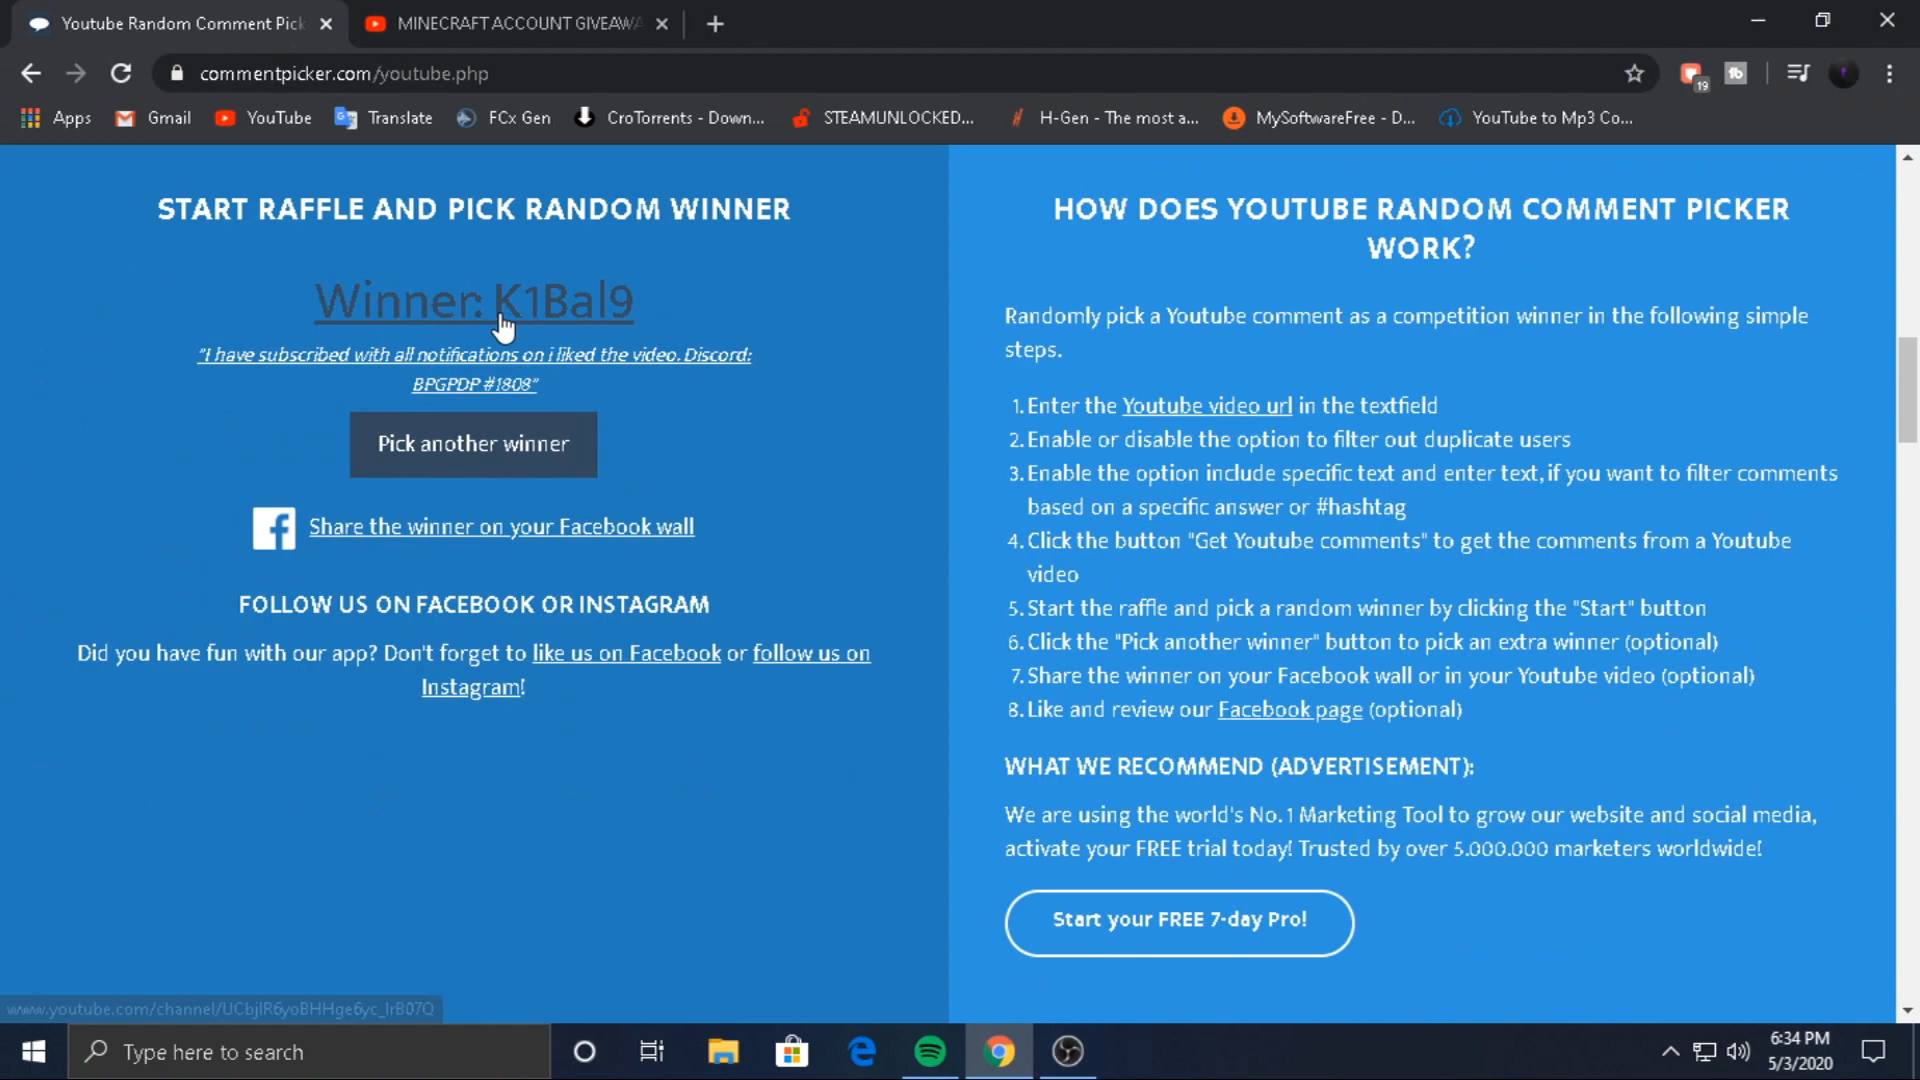 Youtube Random Comment Pick
MINECRAFT ACCOUNT GIVEAWA
commentpicker.com/youtube.php
19
Apps
Gmail
YouTube
Translate
FCx Gen
CroTorrents - Down...
STEAMUNLOCKED...
H-Gen - The most a...
MySoftwareFree - D...
YouTube to Mp3 Co...
START RAFFLE AND PICK RANDOM WINNER
Winner: K1Bal9
"I have subscribed with all notifications on i liked the video. Discord:
BPGPDP #1808"
Pick another winner
Share the winner on your Facebook wall
FOLLOW US ON FACEBOOK OR INSTAGRAM
Did you have fun with our app? Don't forget to like us on Facebook or follow us on
Instagram!
HOW DOES YOUTUBE RANDOM COMMENT PICKER
WORK?
Randomly pick a Youtube comment as a competition winner in the following simple
steps.
1. Enter the Youtube video url in the textfield
2. Enable or disable the option to filter out duplicate users
3. Enable the option include specific text and enter text, if you want to filter comments
based on a specific answer or #hashtag
4. Click the button "Get Youtube comments" to get the comments from a Youtube
video
5. Start the raffle and pick a random winner by clicking the "Start" button
6. Click the "Pick another winner" button to pick an extra winner (optional)
7. Share the winner on your Facebook wall or in your Youtube video (optional)
8. Like and review our Facebook page (optional)
WHAT WE RECOMMEND (ADVERTISEMENT):
We are using the world's No. 1 Marketing Tool to grow our website and social media,
activate your FREE trial today! Trusted by over 5.000.000 marketers worldwide!
Start your FREE 7-day Pro!
www.youtube.com/channel/UCbjlR6yoBHHge6yc_IrB07Q
Type here to search
6:34 PM
5/3/2020